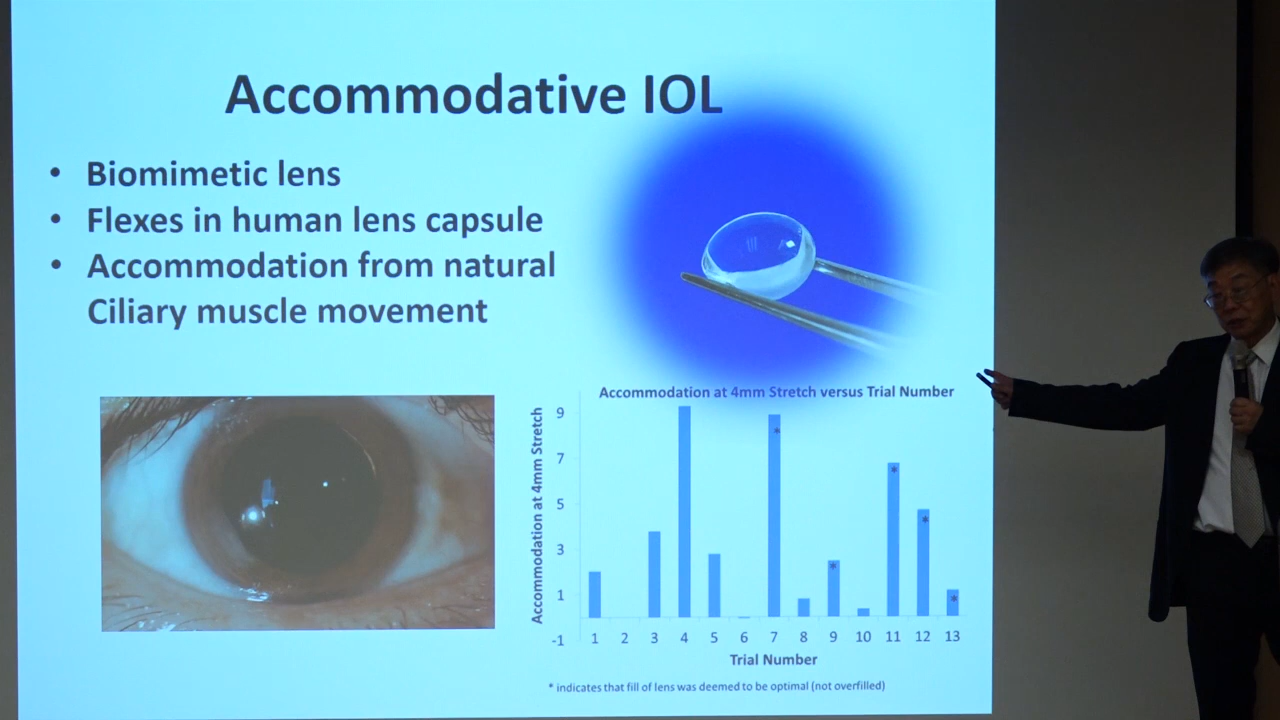 Accommodative IOL
• Biomimetic lens
• Flexes in human lens capsule
• Accommodation from natural
Ciliary muscle movement
Accommodation at 4mm Stretch versus Trial Number
Accommodation at 4mm Stretch
9
7
5
3
1
-1
* * * * * *
1 2 3 4 5 6 7 8 9 10 11 12 13
Trial Number
* indicates that fill of lens was deemed to be optimal (not overfilled)